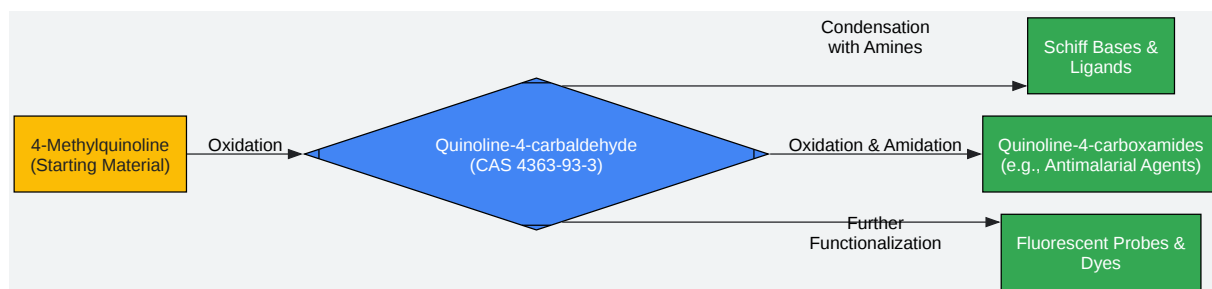 Condensation
with Amines
Schiff Bases &
Ligands
4-Methylquinoline
(Starting Material)
Oxidation
Quinoline-4-carbaldehyde
(CAS 4363-93-3)
Oxidation & Amidation
Quinoline-4-carboxamides
(e.g., Antimalarial Agents)
Further
Functionalization
Fluorescent Probes &
Dyes